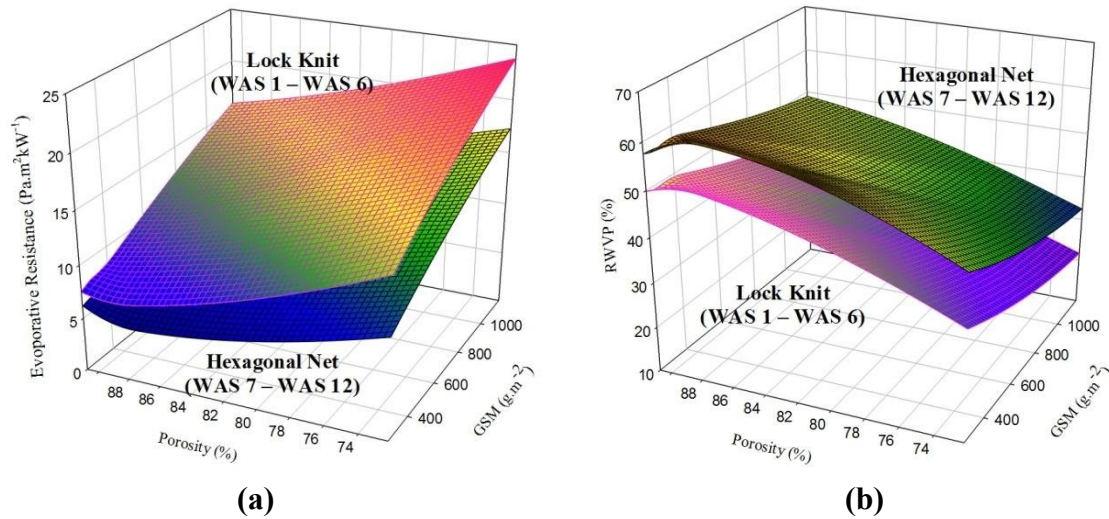 Lock Knit
(WAS 1 – WAS 6)
Evoporative Resistance (Pa.m²kW⁻¹)
25
20
15
10
5
0
88
86
84
82
80
78
76
74
Porosity (%)
400
600
800
1000
GSM (g.m⁻²)
Hexagonal Net
(WAS 7 – WAS 12)
(a)
Hexagonal Net
(WAS 7 – WAS 12)
RWVP (%)
70
60
50
40
30
20
10
88
86
84
82
80
78
76
74
Porosity (%)
400
600
800
1000
GSM (g.m⁻²)
Lock Knit
(WAS 1 – WAS 6)
(b)